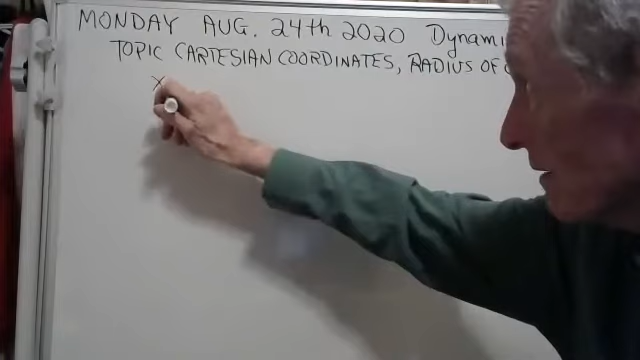 MONDAY AUG. 24th 2020 Dynami
TOPIC CARTESIAN COORDINATES, RADIUS OF
x